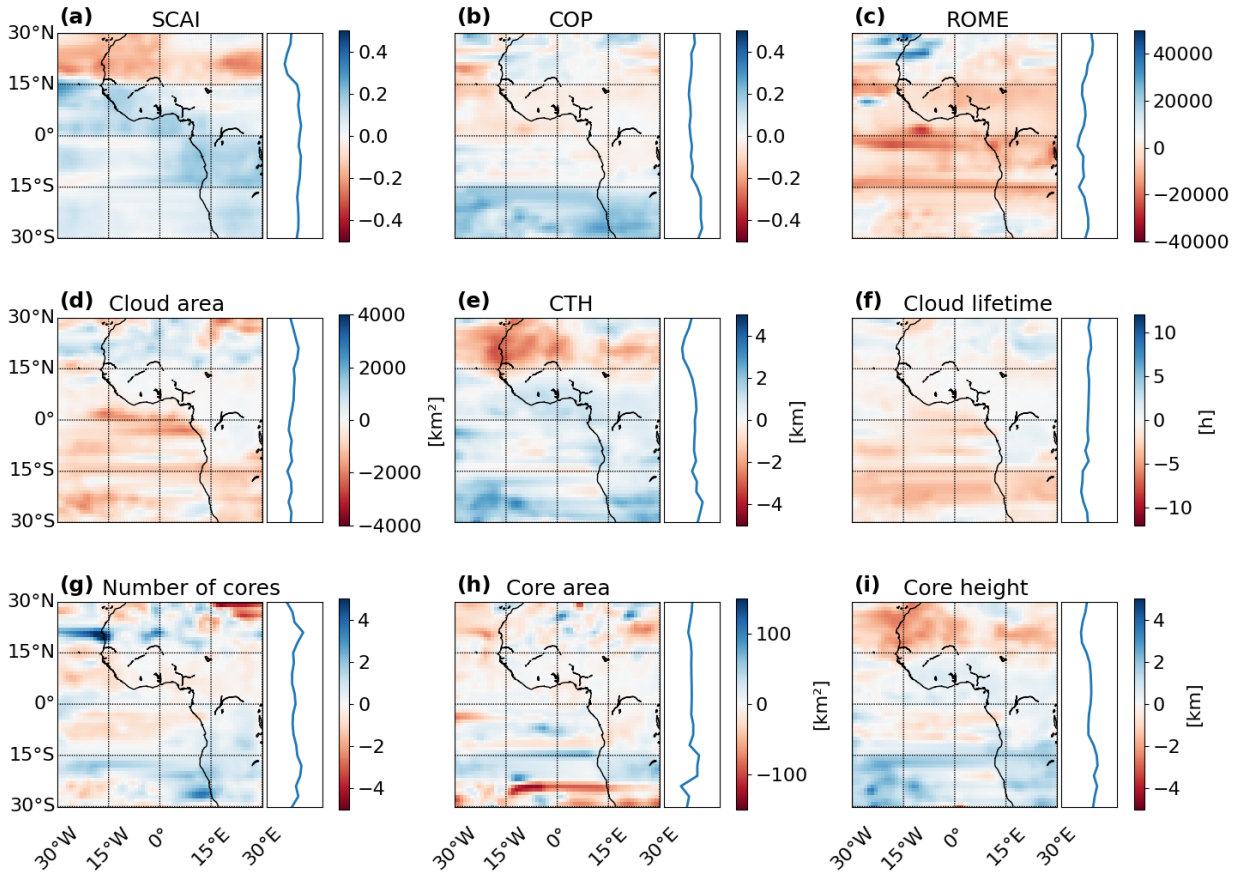 (a) SCAI
(b) COP
(c) ROME
30°N
15°N
0°
15°S
30°S
0.4
0.2
0.0
−0.2
−0.4
0.4
0.2
0.0
−0.2
−0.4
40000
20000
0
−20000
−40000
(d) Cloud area
(e) CTH
(f) Cloud lifetime
30°N
15°N
0°
15°S
30°S
4000
2000
0
−2000
−4000
[km²]
4
2
0
−2
−4
[km]
10
5
0
−5
−10
[h]
(g) Number of cores
(h) Core area
(i) Core height
30°N
15°N
0°
15°S
30°S
4
2
0
−2
−4
100
0
−100
[km²]
4
2
0
−2
−4
[km]
30°W
15°W
0°
15°E
30°E
30°W
15°W
0°
15°E
30°E
30°W
15°W
0°
15°E
30°E